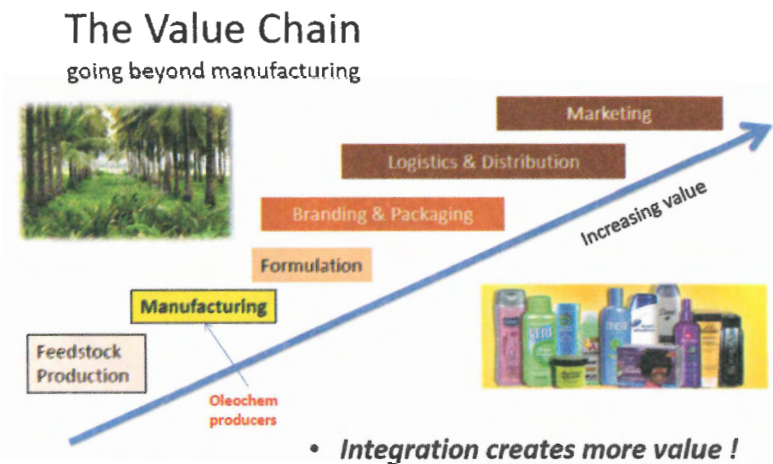 The Value Chain
going beyond manufacturing
Marketing
Logistics & Distribution
Branding & Packaging
Increasing value
Formulation
Manufacturing
Feedstock
Production
Oleochem
producers
• Integration creates more value !